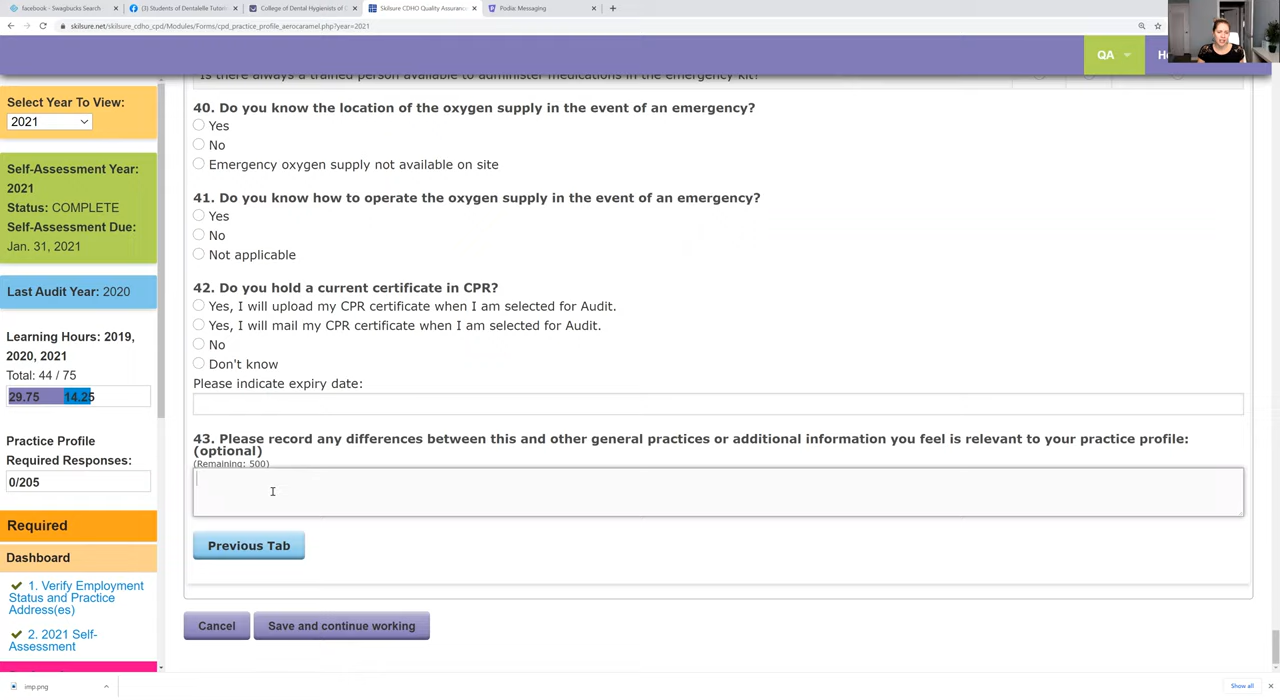 facebook - Swagbucks Search
(3) Students of Dentalelle Tutori
College of Dental Hygienists of O
Skilsure CDHO Quality Assuranc
Podia: Messaging
skilsure.net/skilsure_cdho_cpd/Modules/Forms/cpd_practice_profile_aerocaramel.php?year=2021
QA
Select Year To View:
2021
Self-Assessment Year:
2021
Status: COMPLETE
Self-Assessment Due:
Jan. 31, 2021
Last Audit Year: 2020
Learning Hours: 2019,
2020, 2021
Total: 44 / 75
29.75 14.25
Practice Profile
Required Responses:
0/205
Required
Dashboard
1. Verify Employment
Status and Practice
Address(es)
2. 2021 Self-
Assessment
Is there always a trained person available to administer medications in the emergency kit?
40. Do you know the location of the oxygen supply in the event of an emergency?
Yes
No
Emergency oxygen supply not available on site
41. Do you know how to operate the oxygen supply in the event of an emergency?
Yes
No
Not applicable
42. Do you hold a current certificate in CPR?
Yes, I will upload my CPR certificate when I am selected for Audit.
Yes, I will mail my CPR certificate when I am selected for Audit.
No
Don't know
Please indicate expiry date:
43. Please record any differences between this and other general practices or additional information you feel is relevant to your practice profile:
(optional)
(Remaining: 500)
Previous Tab
Cancel
Save and continue working
imp.png
Show all